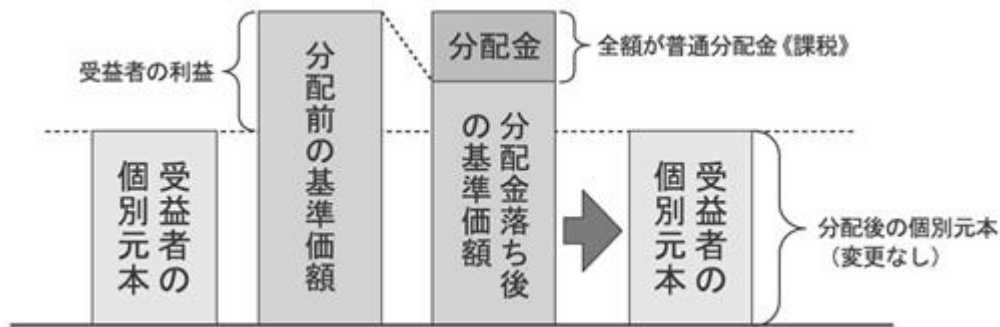 受益者の利益
受益者の
個別元本
分配前の基準価額
分配金
全額が普通分配金《課税》
分配金落ち後
の基準価額
受益者の
個別元本
分配後の個別元本
(変更なし)